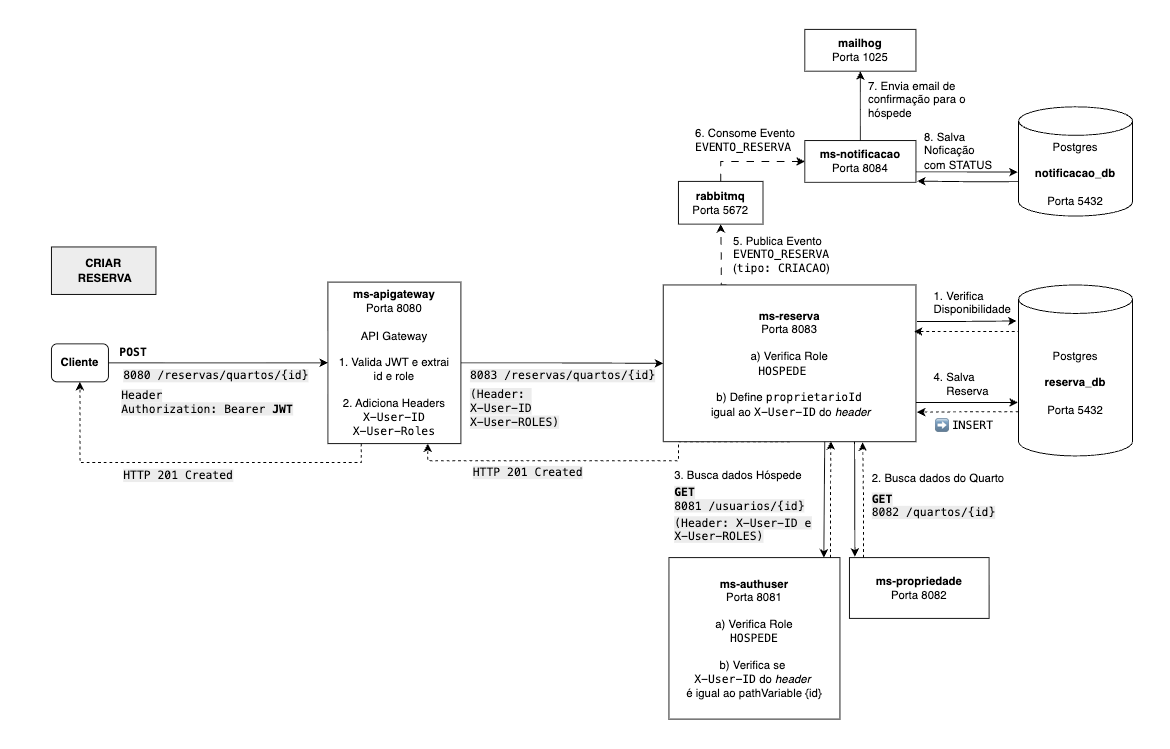 mailhog
Porta 1025
7. Envia email de
confirmação para o
hóspede
6. Consome Evento
EVENTO_RESERVA
ms-notificacao
Porta 8084
8. Salva
Noficação
com STATUS
Postgres
notificacao_db
Porta 5432
rabbitmq
Porta 5672
5. Publica Evento
EVENTO_RESERVA
(tipo: CRIACAO)
CRIAR
RESERVA
Cliente
POST
8080 /reservas/quartos/{id}
Header
Authorization: Bearer JWT
HTTP 201 Created
ms-apigateway
Porta 8080
API Gateway
1. Valida JWT e extrai
id e role
2. Adiciona Headers
X-User-ID
X-User-Roles
8083 /reservas/quartos/{id}
(Header:
X-User-ID
X-User-ROLES)
HTTP 201 Created
ms-reserva
Porta 8083
a) Verifica Role
HOSPEDE
b) Define proprietarioId
igual ao X-User-ID do header
1. Verifica
Disponibilidade
4. Salva
Reserva
➡️ INSERT
Postgres
reserva_db
Porta 5432
3. Busca dados Hóspede
GET
8081 /usuarios/{id}
(Header: X-User-ID e
X-User-ROLES)
2. Busca dados do Quarto
GET
8082 /quartos/{id}
ms-authuser
Porta 8081
a) Verifica Role
HOSPEDE
b) Verifica se
X-User-ID do header
é igual ao pathVariable {id}
ms-propriedade
Porta 8082